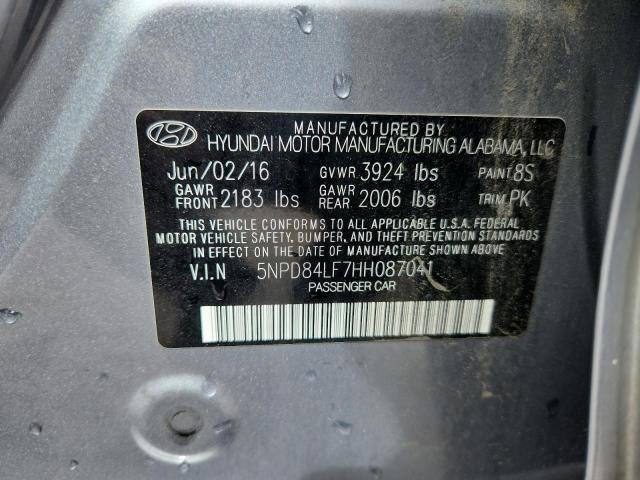 MANUFACTURED BY
HYUNDAI MOTOR MANUFACTURING ALABAMA, LLC
Jun/02/16 GVWR 3924 lbs PAINT 8S
GAWR FRONT 2183 lbs GAWR REAR 2006 lbs TRIM PK
THIS VEHICLE CONFORMS TO ALL APPLICABLE U.S.A. FEDERAL
MOTOR VEHICLE SAFETY, BUMPER, AND THEFT PREVENTION STANDARDS
IN EFFECT ON THE DATE OF MANUFACTURE SHOWN ABOVE.
V.I.N 5NPD84LF7HH087041
PASSENGER CAR